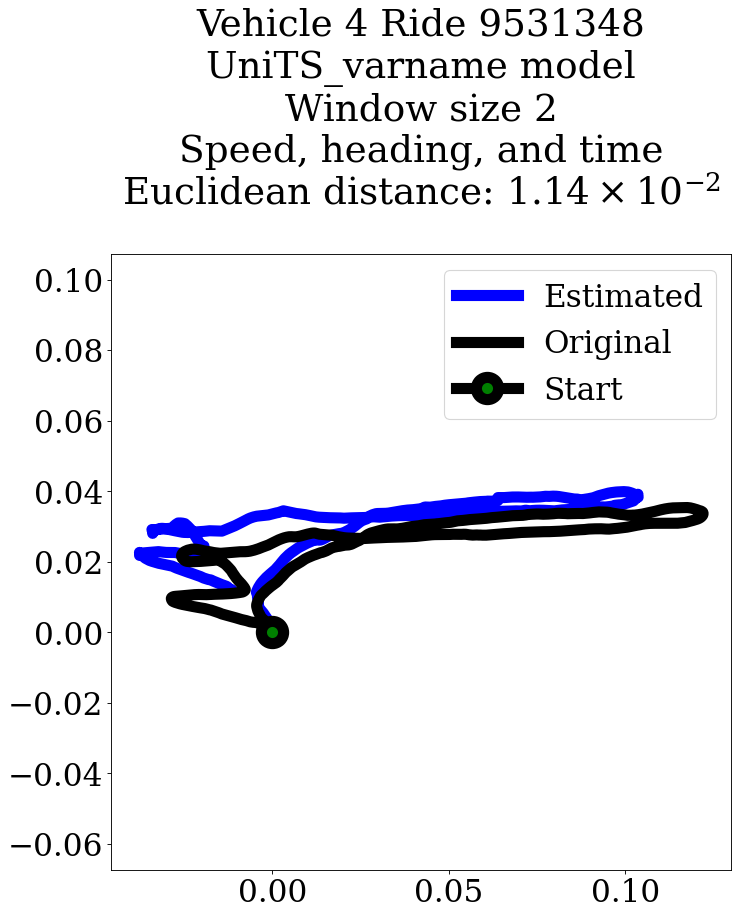 Vehicle 4 Ride 9531348
UniTS_varname model
Window size 2
Speed, heading, and time
Euclidean distance: 1.14 × 10⁻²
0.10
0.08
0.06
0.04
0.02
0.00
−0.02
−0.04
−0.06
Estimated
Original
Start
0.00 0.05 0.10